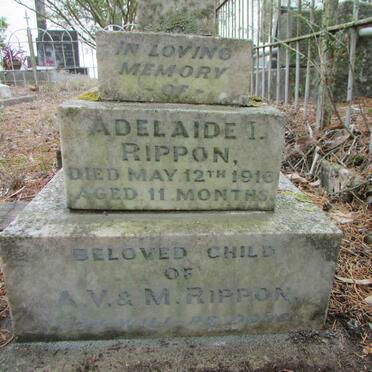 IN LOVING
MEMORY
- OF -
ADELAIDE I.
RIPPON,
DIED MAY 12TH 1916
AGED 11 MONTHS.
BELOVED CHILD
OF
A.V. & M. RIPPON.